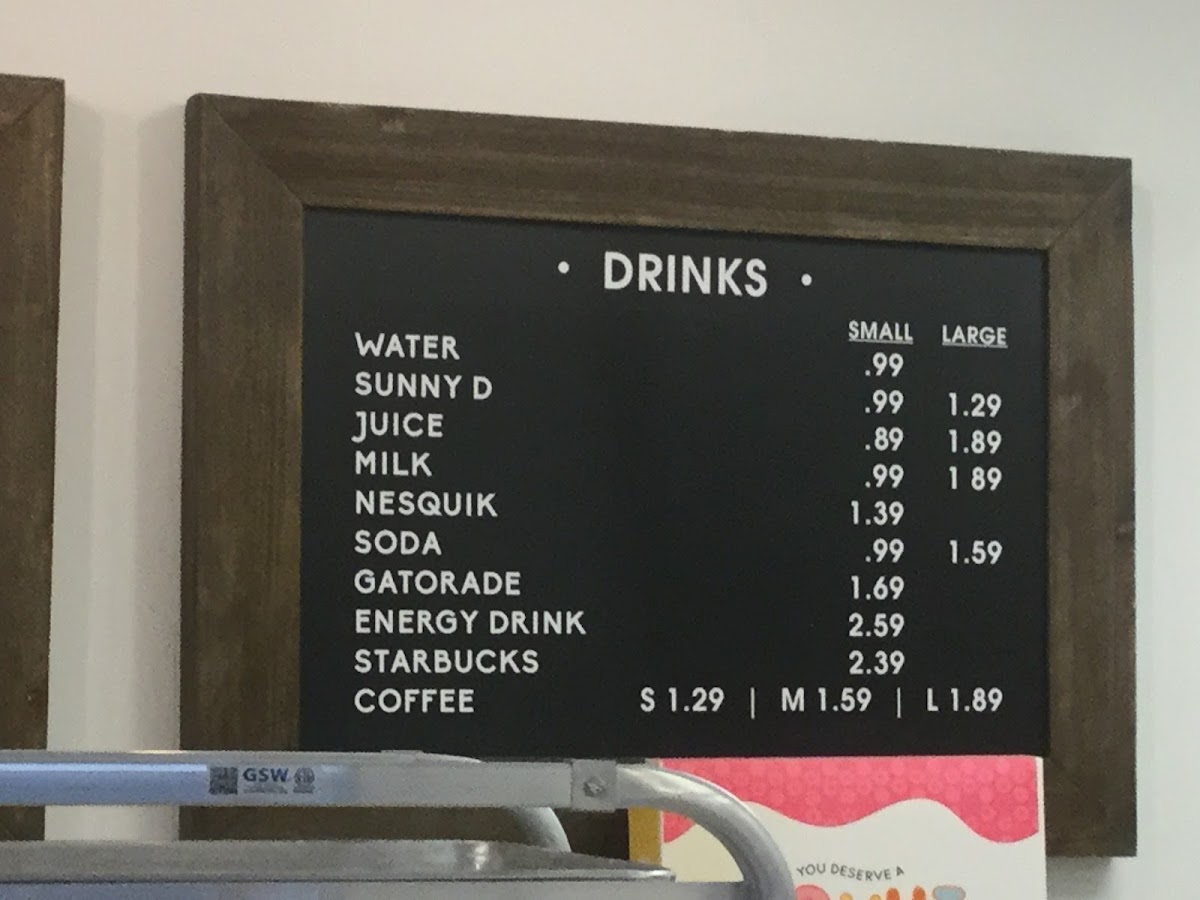 • DRINKS •
SMALL LARGE
WATER .99
SUNNY D .99 1.29
JUICE .89 1.89
MILK .99 1 89
NESQUIK 1.39
SODA .99 1.59
GATORADE 1.69
ENERGY DRINK 2.59
STARBUCKS 2.39
COFFEE S 1.29 | M 1.59 | L 1.89
GSW
YOU DESERVE A